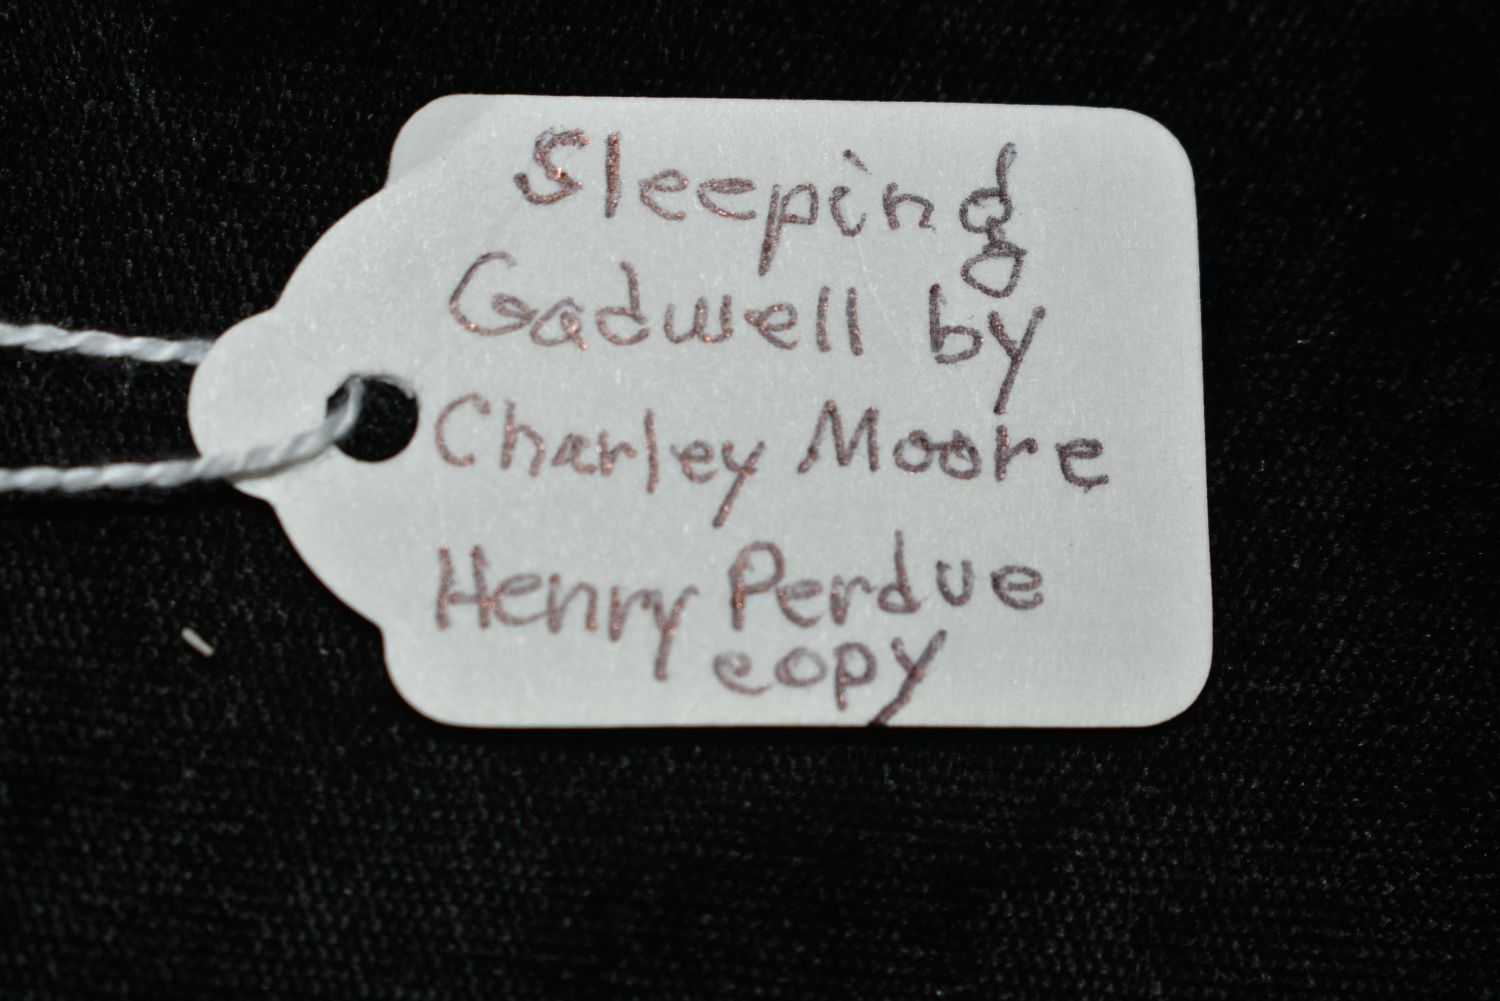 Sleeping
Gadwell by
Charley Moore
Henry Perdue
copy